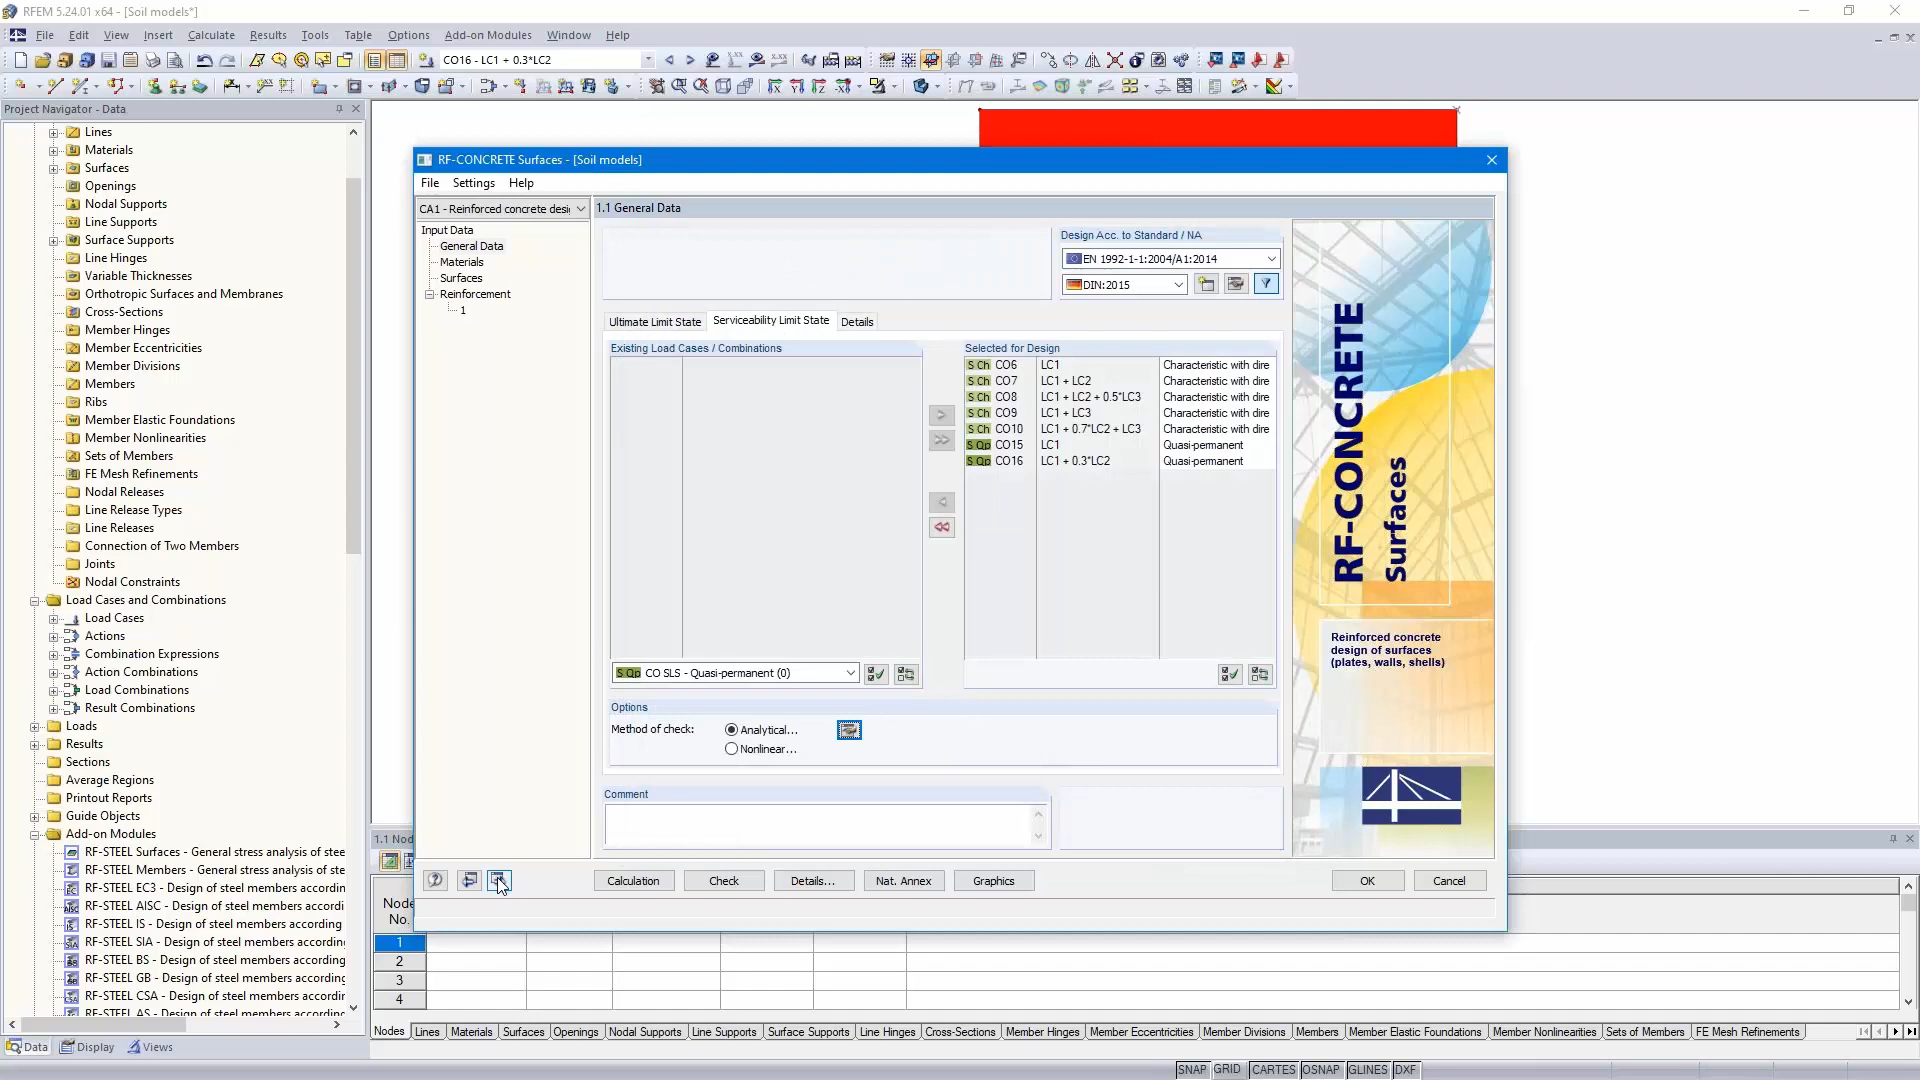 RFEM 5.24.01 x64 - [Soil models*]
File Edit View Insert Calculate Results Tools Table Options Add-on Modules Window Help
CO16 - LC1 + 0.3*LC2
Project Navigator - Data
Lines
Materials
Surfaces
Openings
Nodal Supports
Line Supports
Surface Supports
Line Hinges
Variable Thicknesses
Orthotropic Surfaces and Membranes
Cross-Sections
Member Hinges
Member Eccentricities
Member Divisions
Members
Ribs
Member Elastic Foundations
Member Nonlinearities
Sets of Members
FE Mesh Refinements
Nodal Releases
Line Release Types
Line Releases
Connection of Two Members
Joints
Nodal Constraints
Load Cases and Combinations
Load Cases
Actions
Combination Expressions
Action Combinations
Load Combinations
Result Combinations
Loads
Results
Sections
Average Regions
Printout Reports
Guide Objects
Add-on Modules
RF-STEEL Surfaces - General stress analysis of stee
RF-STEEL Members - General stress analysis of ste
RF-STEEL EC3 - Design of steel members according
RF-STEEL AISC - Design of steel members accordi
RF-STEEL IS - Design of steel members according
RF-STEEL SIA - Design of steel members according
RF-STEEL BS - Design of steel members according
RF-STEEL GB - Design of steel members according
RF-STEEL CSA - Design of steel members accordin
RF-STEEL AS - Design of steel members according
Data Display Views
RF-CONCRETE Surfaces - [Soil models]
File Settings Help
CA1 - Reinforced concrete desig
Input Data
General Data
Materials
Surfaces
Reinforcement
1
1.1 General Data
Design Acc. to Standard / NA
EN 1992-1-1:2004/A1:2014
DIN:2015
Ultimate Limit State Serviceability Limit State Details
Existing Load Cases / Combinations
Selected for Design
S Ch CO6 LC1 Characteristic with dire
S Ch CO7 LC1 + LC2 Characteristic with dire
S Ch CO8 LC1 + LC2 + 0.5*LC3 Characteristic with dire
S Ch CO9 LC1 + LC3 Characteristic with dire
S Ch CO10 LC1 + 0.7*LC2 + LC3 Characteristic with dire
S Qp CO15 LC1 Quasi-permanent
S Qp CO16 LC1 + 0.3*LC2 Quasi-permanent
S Qp CO SLS - Quasi-permanent (0)
Options
Method of check: Analytical...
Nonlinear...
Comment
RF-CONCRETE
Surfaces
Reinforced concrete
design of surfaces
(plates, walls, shells)
Calculation Check Details... Nat. Annex Graphics OK Cancel
1.1 Nod
Node
No.
1
2
3
4
Nodes Lines Materials Surfaces Openings Nodal Supports Line Supports Surface Supports Line Hinges Cross-Sections Member Hinges Member Eccentricities Member Divisions Members Member Elastic Foundations Member Nonlinearities Sets of Members FE Mesh Refinements
SNAP GRID CARTES OSNAP GLINES DXF